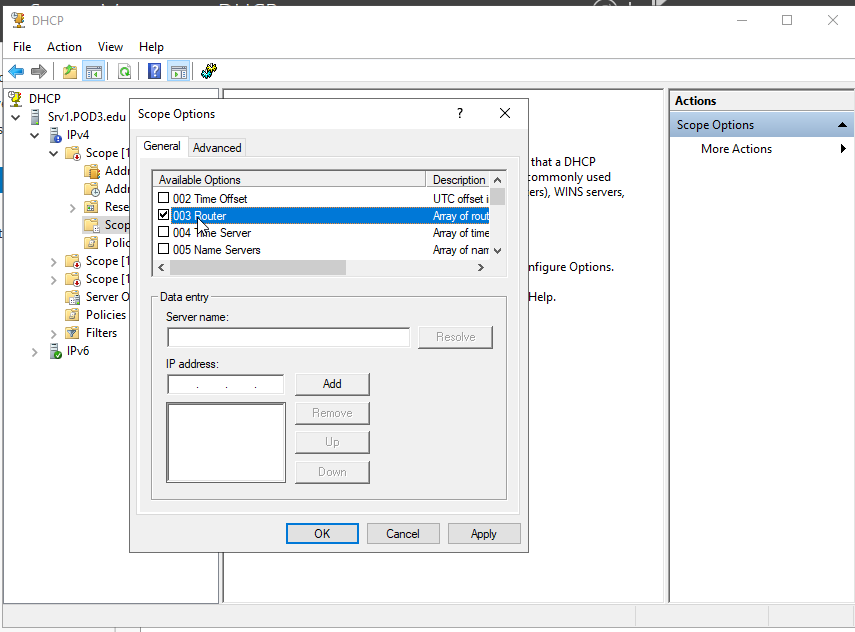 DHCP
File Action View Help
DHCP
Srv1.POD3.edu
IPv4
Scope [1
Addr
Addr
Rese
Scop
Polic
Scope [1
Scope [1
Server O
Policies
Filters
IPv6
Scope Options
?
General Advanced
Available Options Description
002 Time Offset UTC offset i
003 Router Array of rout
004 Time Server Array of time
005 Name Servers Array of nam
Data entry
Server name:
Resolve
IP address:
. . .
Add
Remove
Up
Down
OK Cancel Apply
that a DHCP
commonly used
ers), WINS servers,
nfigure Options.
Help.
Actions
Scope Options
More Actions